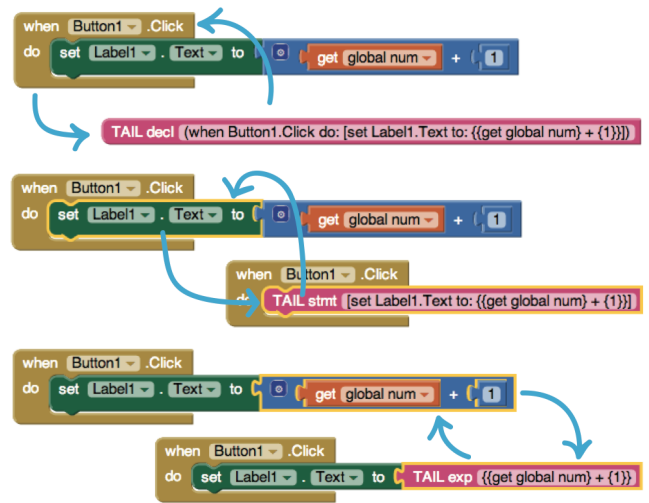 when Button1 .Click
do set Label1 . Text to get global num + 1
TAIL decl (when Button1.Click do: [set Label1.Text to: {{get global num} + {1}}])
when Button1 .Click
do set Label1 . Text to get global num + 1
when Button1 .Click
do TAIL stmt [set Label1.Text to: {{get global num} + {1}}]
when Button1 .Click
do set Label1 . Text to get global num + 1
when Button1 .Click
do set Label1 . Text to TAIL exp {{get global num} + {1}}